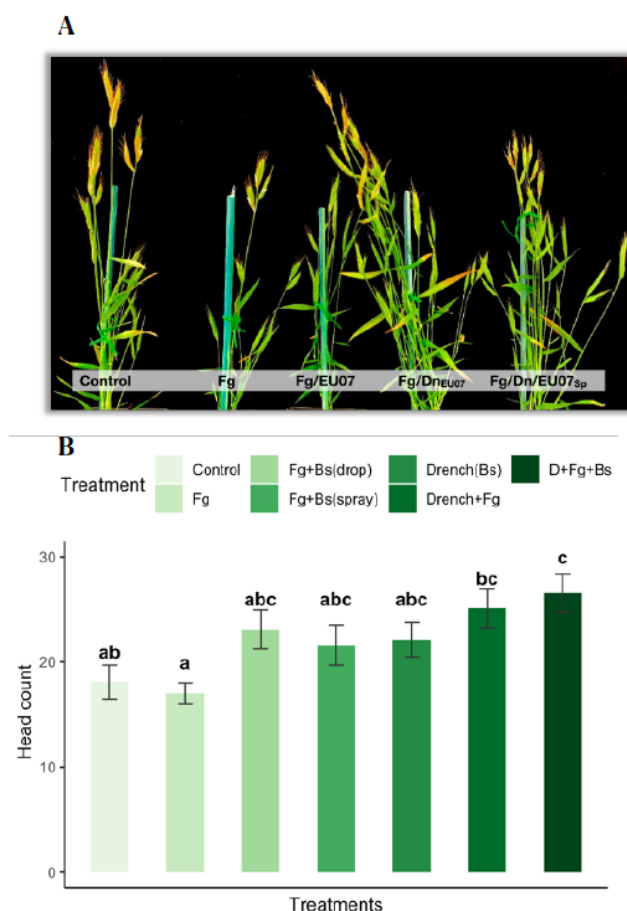 A
Control Fg Fg/EU07 Fg/DnEU07 Fg/Dn/EU07Sp
B
Treatment
Control Fg+Bs(drop) Drench(Bs) D+Fg+Bs
Fg Fg+Bs(spray) Drench+Fg
30
20
10
0
Head count
ab a abc abc abc bc c
Treatments